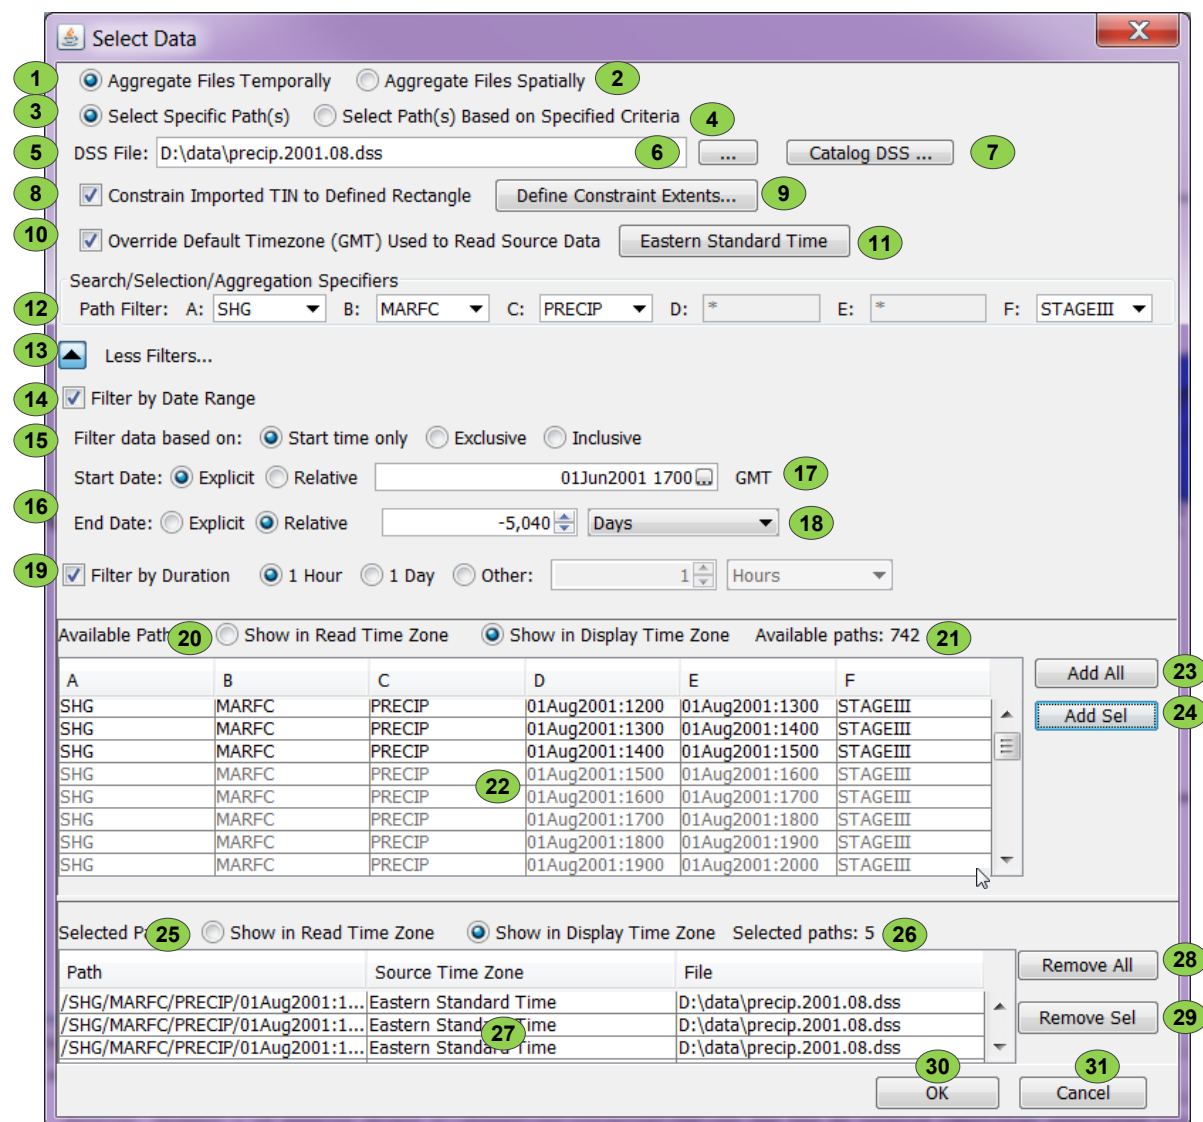 Select Data
1 Aggregate Files Temporally Aggregate Files Spatially 2
3 Select Specific Path(s) Select Path(s) Based on Specified Criteria 4
5 DSS File: D:\data\precip.2001.08.dss 6 ... Catalog DSS ... 7
8 Constrain Imported TIN to Defined Rectangle Define Constraint Extents... 9
10 Override Default Timezone (GMT) Used to Read Source Data Eastern Standard Time 11
Search/Selection/Aggregation Specifiers
12 Path Filter: A: SHG B: MARFC C: PRECIP D: * E: * F: STAGEIII
13 Less Filters...
14 Filter by Date Range
15 Filter data based on: Start time only Exclusive Inclusive
Start Date: Explicit Relative 01Jun2001 1700 GMT 17
16 End Date: Explicit Relative -5,040 Days 18
19 Filter by Duration 1 Hour 1 Day Other: 1 Hours
Available Path 20 Show in Read Time Zone Show in Display Time Zone Available paths: 742 21
A B C D E F Add All 23
SHG MARFC PRECIP 01Aug2001:1200 01Aug2001:1300 STAGEIII Add Sel 24
SHG MARFC PRECIP 01Aug2001:1300 01Aug2001:1400 STAGEIII
SHG MARFC PRECIP 01Aug2001:1400 01Aug2001:1500 STAGEIII
SHG MARFC PRECIP 01Aug2001:1500 01Aug2001:1600 STAGEIII
SHG MARFC PRECIP 22 01Aug2001:1600 01Aug2001:1700 STAGEIII
SHG MARFC PRECIP 01Aug2001:1700 01Aug2001:1800 STAGEIII
SHG MARFC PRECIP 01Aug2001:1800 01Aug2001:1900 STAGEIII
SHG MARFC PRECIP 01Aug2001:1900 01Aug2001:2000 STAGEIII
Selected P 25 Show in Read Time Zone Show in Display Time Zone Selected paths: 5 26
Path Source Time Zone File Remove All 28
/SHG/MARFC/PRECIP/01Aug2001:1... Eastern Standard Time D:\data\precip.2001.08.dss
/SHG/MARFC/PRECIP/01Aug2001:1... Eastern Stand 27 Time D:\data\precip.2001.08.dss Remove Sel 29
/SHG/MARFC/PRECIP/01Aug2001:1... Eastern Standard Time D:\data\precip.2001.08.dss
30 31
OK Cancel